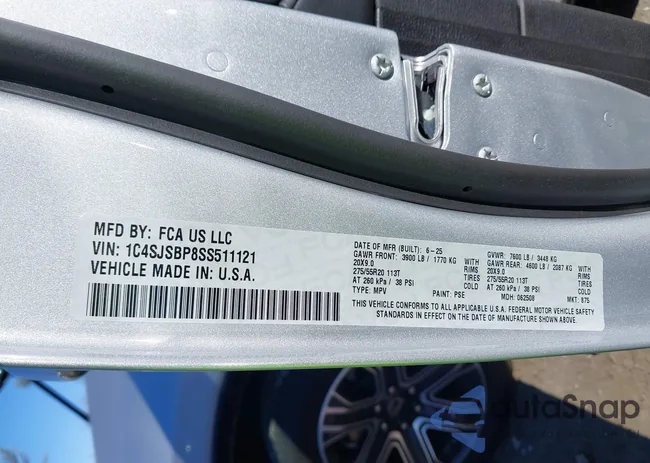 MFD BY: FCA US LLC
VIN: 1C4SJSBP8SS511121
VEHICLE MADE IN: U.S.A.
DATE OF MFR (BUILT): 6-25
GAWR FRONT: 3900 LB / 1770 KG
20X9.0 RIMS
275/55R20 113T TIRES
AT 260 kPa / 38 PSI COLD
TYPE: MPV PAINT: PSE
GVWR: 7600 LB / 3448 KG
GAWR REAR: 4600 LB / 2087 KG
20X9.0 WITH RIMS
275/55R20 113T TIRES
AT 260 kPa / 38 PSI COLD
MDH: 062508 MKT: 875
THIS VEHICLE CONFORMS TO ALL APPLICABLE U.S.A. FEDERAL MOTOR VEHICLE SAFETY
STANDARDS IN EFFECT ON THE DATE OF MANUFACTURE SHOWN ABOVE.
autaSnap